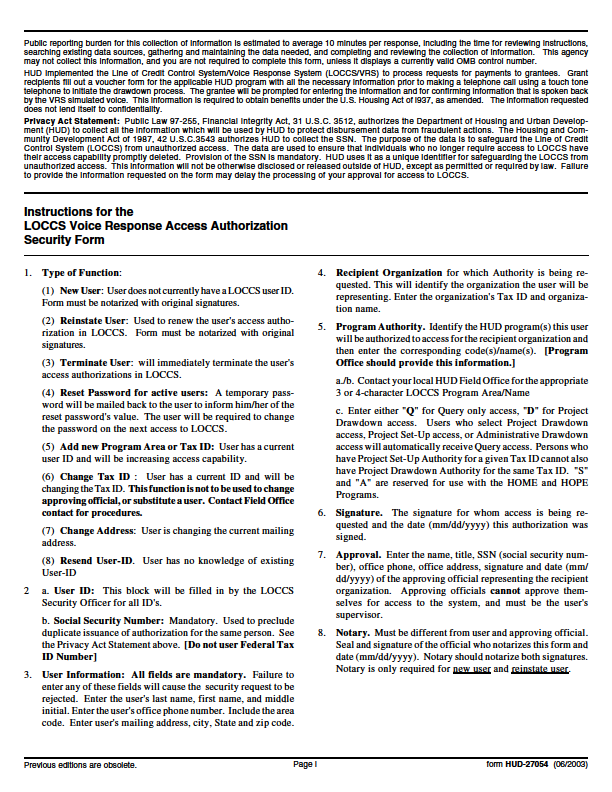 Public reporting burden for this collection of information is estimated to average 10 minutes per response, including the time for reviewing instructions,
searching existing data sources, gathering and maintaining the data needed, and completing and reviewing the collection of information. This agency
may not collect this information, and you are not required to complete this form, unless it displays a currently valid OMB control number.
HUD implemented the Line of Credit Control System/Voice Response System (LOCCS/VRS) to process requests for payments to grantees. Grant
recipients fill out a voucher form for the applicable HUD program with all the necessary information prior to making a telephone call using a touch tone
telephone to initiate the drawdown process. The grantee will be prompted for entering the information and for confirming information that is spoken back
by the VRS simulated voice. This information is required to obtain benefits under the U.S. Housing Act of l937, as amended. The information requested
does not lend itself to confidentiality.
Privacy Act Statement: Public Law 97-255, Financial Integrity Act, 31 U.S.C. 3512, authorizes the Department of Housing and Urban Develop-
ment (HUD) to collect all the information which will be used by HUD to protect disbursement data from fraudulent actions. The Housing and Com-
munity Development Act of 1987, 42 U.S.C.3543 authorizes HUD to collect the SSN. The purpose of the data is to safeguard the Line of Credit
Control System (LOCCS) from unauthorized access. The data are used to ensure that individuals who no longer require access to LOCCS have
their access capability promptly deleted. Provision of the SSN is mandatory. HUD uses it as a unique identifier for safeguarding the LOCCS from
unauthorized access. This information will not be otherwise disclosed or released outside of HUD, except as permitted or required by law. Failure
to provide the information requested on the form may delay the processing of your approval for access to LOCCS.
Instructions for the
LOCCS Voice Response Access Authorization
Security Form
1. Type of Function:
(1) New User: User does not currently have a LOCCS user ID.
Form must be notarized with original signatures.
(2) Reinstate User: Used to renew the user's access autho-
rization in LOCCS. Form must be notarized with original
signatures.
(3) Terminate User: will immediately terminate the user's
access authorizations in LOCCS.
(4) Reset Password for active users: A temporary pass-
word will be mailed back to the user to inform him/her of the
reset password's value. The user will be required to change
the password on the next access to LOCCS.
(5) Add new Program Area or Tax ID: User has a current
user ID and will be increasing access capability.
(6) Change Tax ID : User has a current ID and will be
changing the Tax ID. This function is not to be used to change
approving official, or substitute a user. Contact Field Office
contact for procedures.
(7) Change Address: User is changing the current mailing
address.
(8) Resend User-ID. User has no knowledge of existing
User-ID
2 a. User ID: This block will be filled in by the LOCCS
Security Officer for all ID's.
b. Social Security Number: Mandatory. Used to preclude
duplicate issuance of authorization for the same person. See
the Privacy Act Statement above. [Do not user Federal Tax
ID Number]
3. User Information: All fields are mandatory. Failure to
enter any of these fields will cause the security request to be
rejected. Enter the user's last name, first name, and middle
initial. Enter the user's office phone number. Include the area
code. Enter user's mailing address, city, State and zip code.
4. Recipient Organization for which Authority is being re-
quested. This will identify the organization the user will be
representing. Enter the organization's Tax ID and organiza-
tion name.
5. Program Authority. Identify the HUD program(s) this user
will be authorized to access for the recipient organization and
then enter the corresponding code(s)/name(s). [Program
Office should provide this information.]
a./b. Contact your local HUD Field Office for the appropriate
3 or 4-character LOCCS Program Area/Name
c. Enter either "Q" for Query only access, "D" for Project
Drawdown access. Users who select Project Drawdown
access, Project Set-Up access, or Administrative Drawdown
access will automatically receive Query access. Persons who
have Project Set-Up Authority for a given Tax ID cannot also
have Project Drawdown Authority for the same Tax ID. "S"
and "A" are reserved for use with the HOME and HOPE
Programs.
6. Signature. The signature for whom access is being re-
quested and the date (mm/dd/yyyy) this authorization was
signed.
7. Approval. Enter the name, title, SSN (social security num-
ber), office phone, office address, signature and date (mm/
dd/yyyy) of the approving official representing the recipient
organization. Approving officials cannot approve them-
selves for access to the system, and must be the user's
supervisor.
8. Notary. Must be different from user and approving official.
Seal and signature of the official who notarizes this form and
date (mm/dd/yyyy). Notary should notarize both signatures.
Notary is only required for new user and reinstate user.
Previous editions are obsolete.
Page I
form HUD-27054 (06/2003)